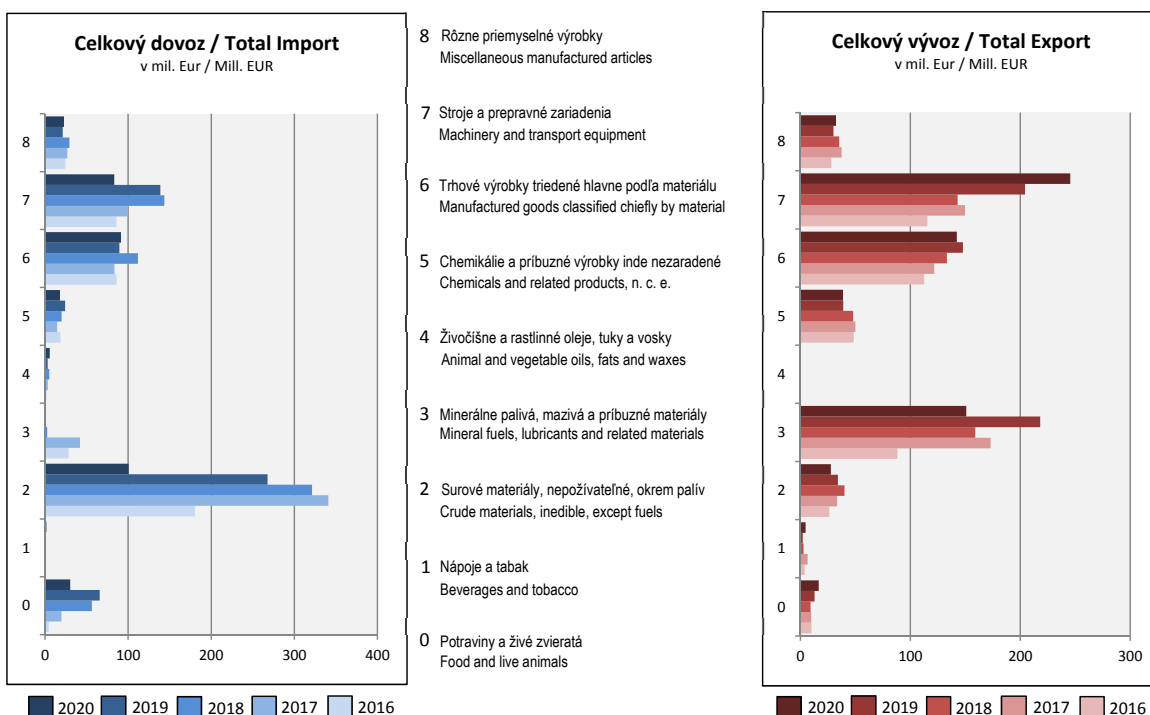 Celkový dovoz / Total Import
v mil. Eur / Mill. EUR
8
7
6
5
4
3
2
1
0
0 100 200 300 400
2020 2019 2018 2017 2016
8 Rôzne priemyselné výrobky
Miscellaneous manufactured articles
7 Stroje a prepravné zariadenia
Machinery and transport equipment
6 Trhové výrobky triedené hlavne podľa materiálu
Manufactured goods classified chiefly by material
5 Chemikálie a príbuzné výrobky inde nezaradené
Chemicals and related products, n. c. e.
4 Živočíšne a rastlinné oleje, tuky a vosky
Animal and vegetable oils, fats and waxes
3 Minerálne palivá, mazivá a príbuzné materiály
Mineral fuels, lubricants and related materials
2 Surové materiály, nepožívateľné, okrem palív
Crude materials, inedible, except fuels
1 Nápoje a tabak
Beverages and tobacco
0 Potraviny a živé zvieratá
Food and live animals
Celkový vývoz / Total Export
v mil. Eur / Mill. EUR
8
7
6
5
4
3
2
1
0
0 100 200 300
2020 2019 2018 2017 2016